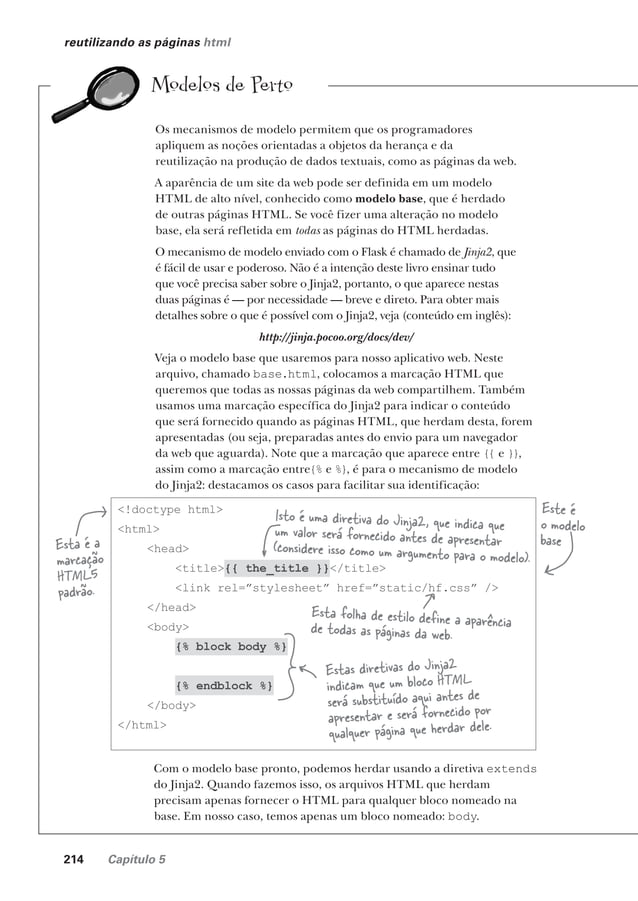 reutilizando as páginas html
Modelos de Perto
Os mecanismos de modelo permitem que os programadores
apliquem as noções orientadas a objetos da herança e da
reutilização na produção de dados textuais, como as páginas da web.
A aparência de um site da web pode ser definida em um modelo
HTML de alto nível, conhecido como modelo base, que é herdado
de outras páginas HTML. Se você fizer uma alteração no modelo
base, ela será refletida em todas as páginas do HTML herdadas.
O mecanismo de modelo enviado com o Flask é chamado de Jinja2, que
é fácil de usar e poderoso. Não é a intenção deste livro ensinar tudo
que você precisa saber sobre o Jinja2, portanto, o que aparece nestas
duas páginas é — por necessidade — breve e direto. Para obter mais
detalhes sobre o que é possível com o Jinja2, veja (conteúdo em inglês):
http://jinja.pocoo.org/docs/dev/
Veja o modelo base que usaremos para nosso aplicativo web. Neste
arquivo, chamado base.html, colocamos a marcação HTML que
queremos que todas as nossas páginas da web compartilhem. Também
usamos uma marcação específica do Jinja2 para indicar o conteúdo
que será fornecido quando as páginas HTML, que herdam desta, forem
apresentadas (ou seja, preparadas antes do envio para um navegador
da web que aguarda). Note que a marcação que aparece entre {{ e }},
assim como a marcação entre{% e %}, é para o mecanismo de modelo
do Jinja2: destacamos os casos para facilitar sua identificação:
<!doctype html>
<html>
<head>
<title>{{ the_title }}</title>
<link rel=”stylesheet” href=”static/hf.css” />
</head>
<body>
{% block body %}
{% endblock %}
</body>
</html>
Esta é a
marcação
HTML5
padrão.
Isto é uma diretiva do Jinja2, que indica que
um valor será fornecido antes de apresentar
(considere isso como um argumento para o modelo).
Este é
o modelo
base
Esta folha de estilo define a aparência
de todas as páginas da web.
Estas diretivas do Jinja2
indicam que um bloco HTML
será substituído aqui antes de
apresentar e será fornecido por
qualquer página que herdar dele.
Com o modelo base pronto, podemos herdar usando a diretiva extends
do Jinja2. Quando fazemos isso, os arquivos HTML que herdam
precisam apenas fornecer o HTML para qualquer bloco nomeado na
base. Em nosso caso, temos apenas um bloco nomeado: body.
214 Capítulo 5